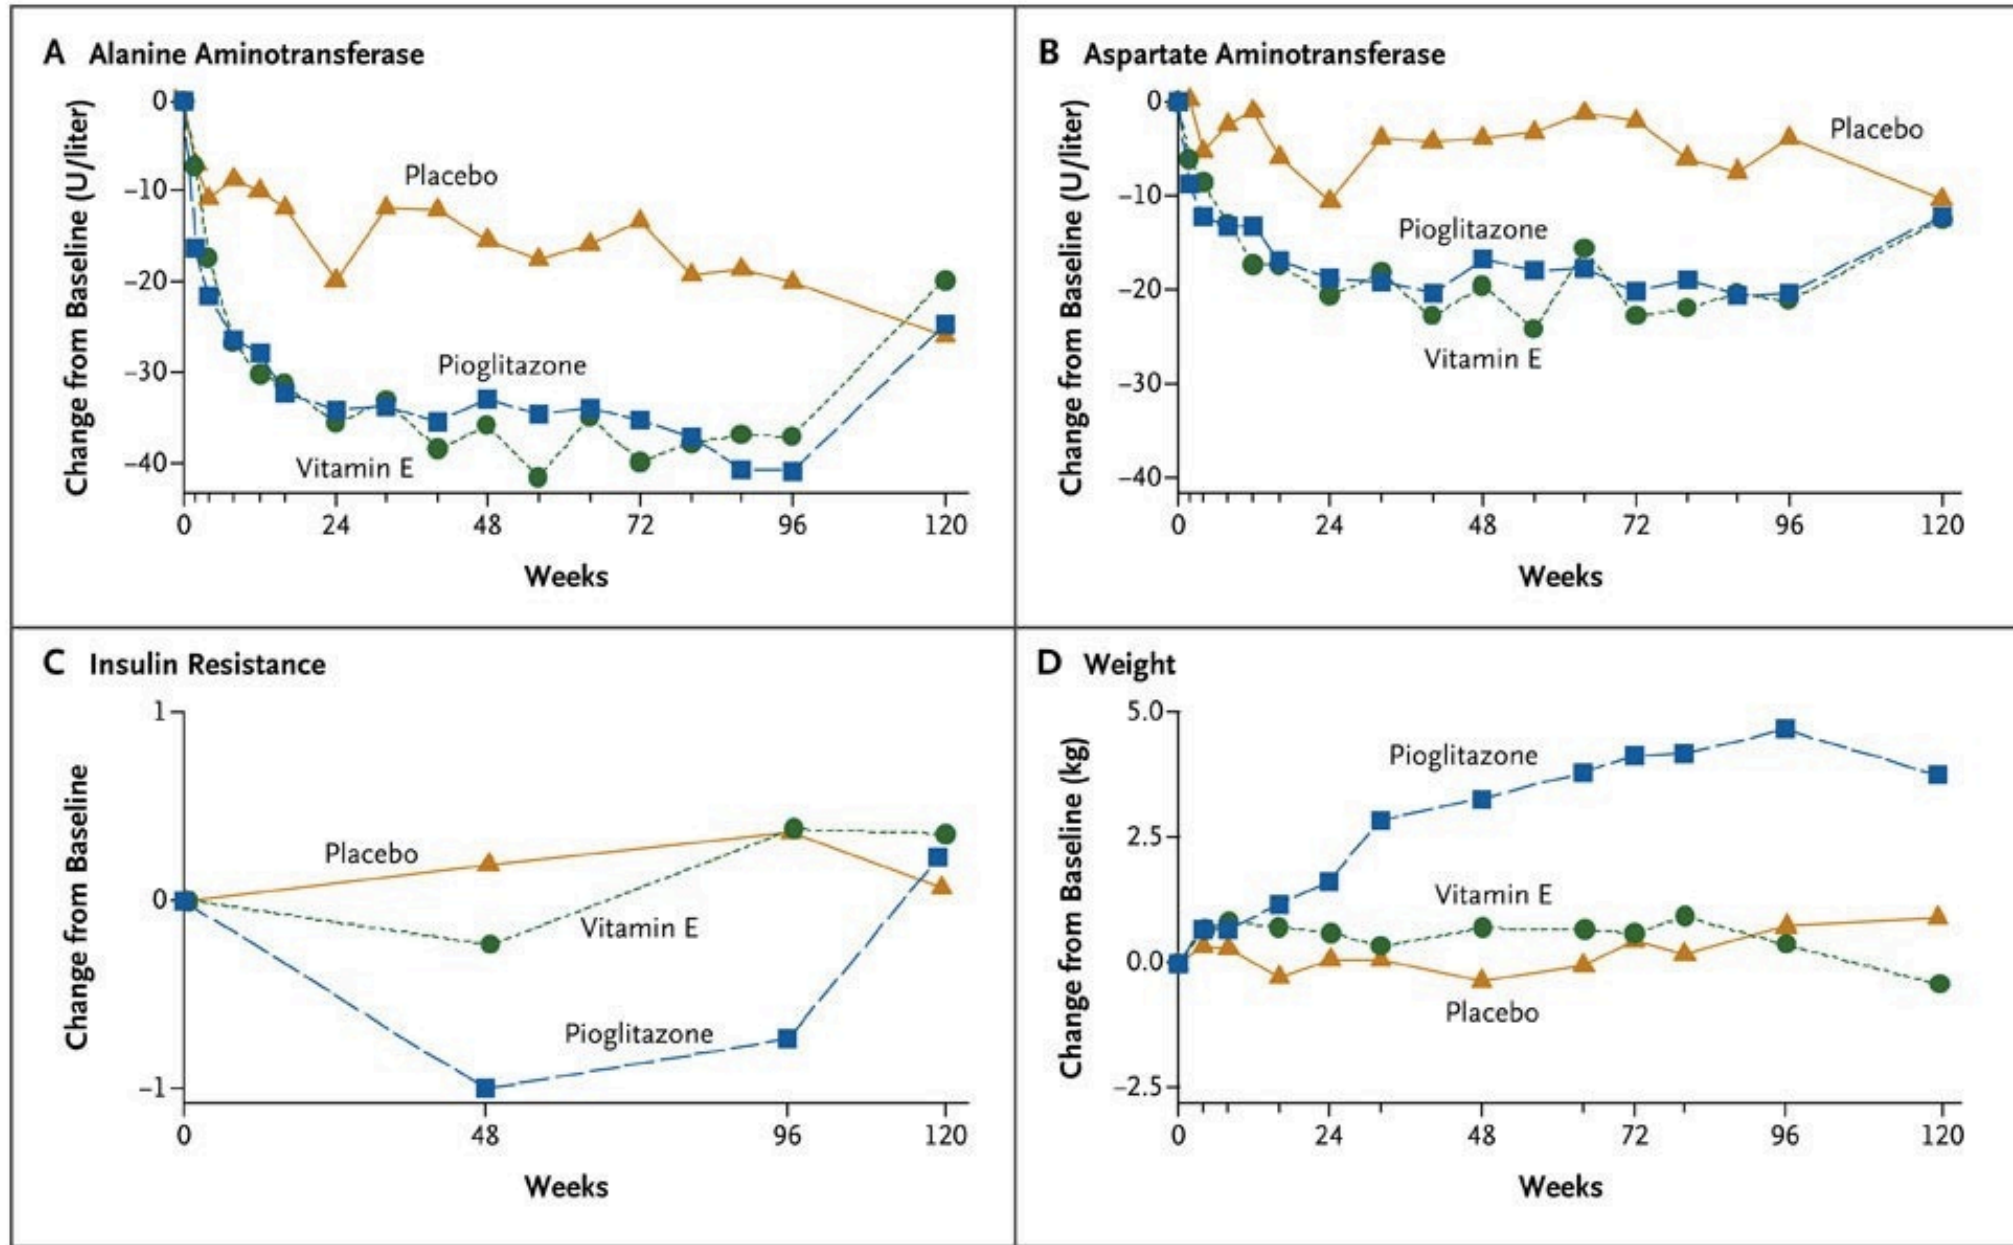 A Alanine Aminotransferase
Change from Baseline (U/liter)
0
–10
–20
–30
–40
Placebo
Pioglitazone
Vitamin E
0 24 48 72 96 120
Weeks
B Aspartate Aminotransferase
Change from Baseline (U/liter)
0
–10
–20
–30
–40
Placebo
Pioglitazone
Vitamin E
0 24 48 72 96 120
Weeks
C Insulin Resistance
Change from Baseline
1
0
–1
Placebo
Vitamin E
Pioglitazone
0 48 96 120
Weeks
D Weight
Change from Baseline (kg)
5.0
2.5
0.0
–2.5
Pioglitazone
Vitamin E
Placebo
0 24 48 72 96 120
Weeks